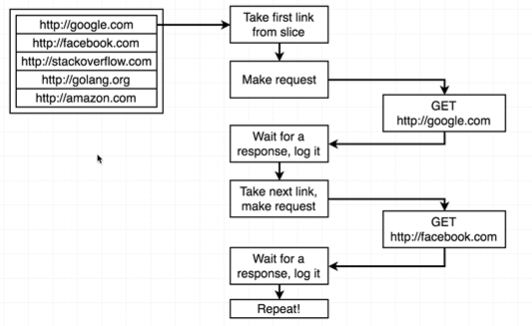 http://google.com
http://facebook.com
http://stackoverflow.com
http://golang.org
http://amazon.com
Take first link
from slice
Make request
GET
http://google.com
Wait for a
response, log it
Take next link,
make request
GET
http://facebook.com
Wait for a
response, log it
Repeat!